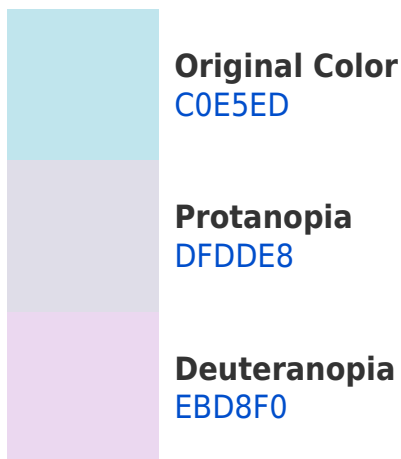 Original Color
C0E5ED
Protanopia
DFDDE8
Deuteranopia
EBD8F0